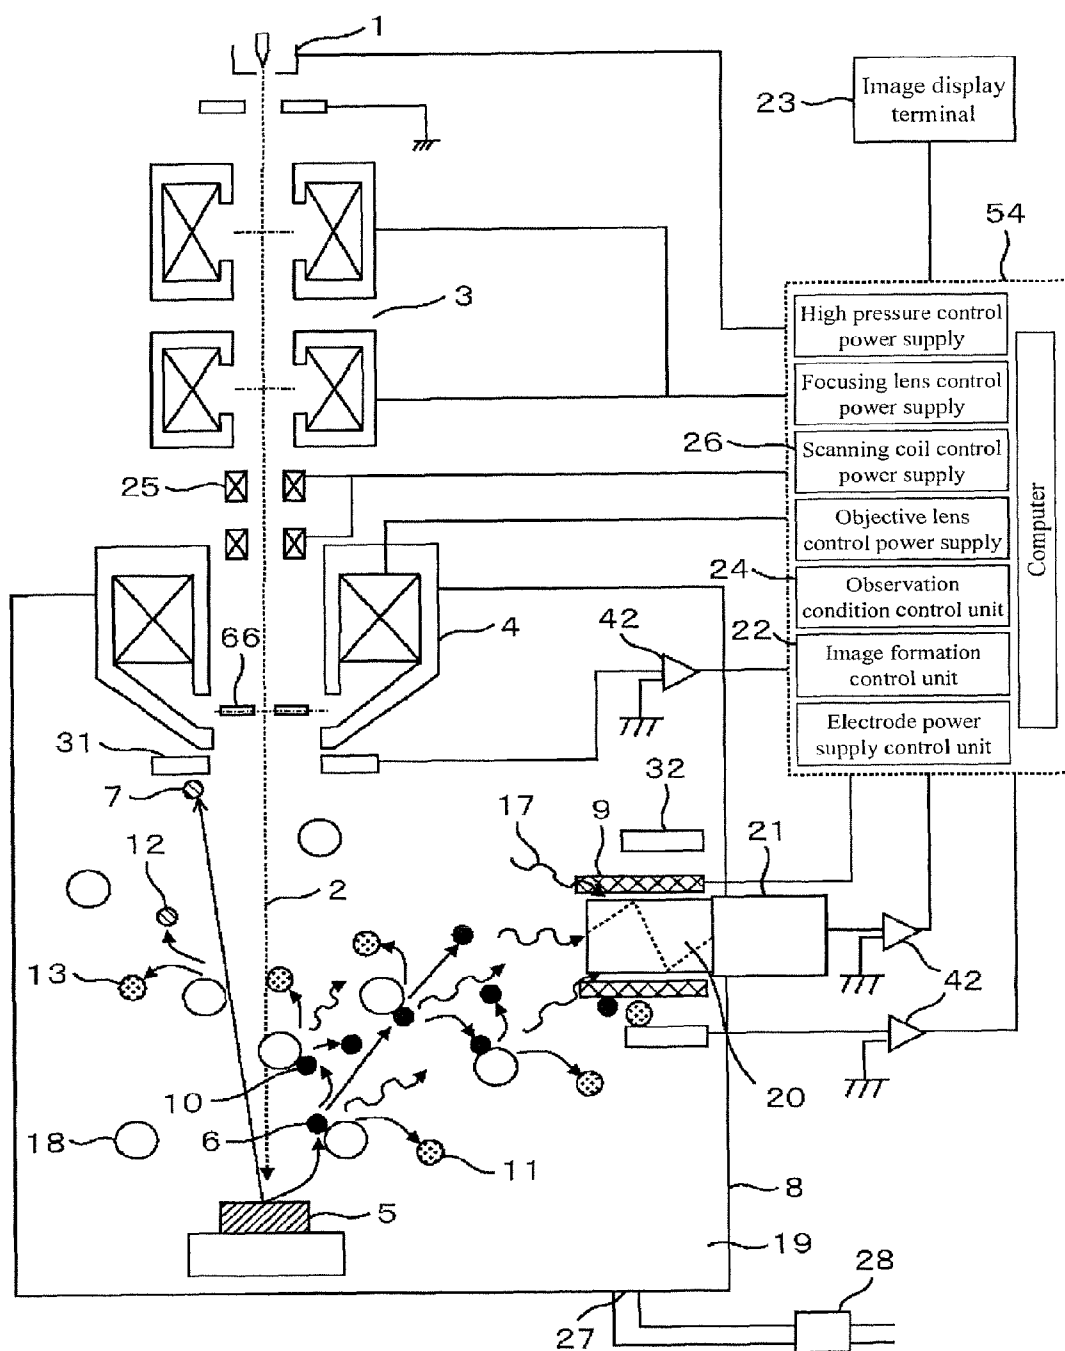 1
23
Image display
terminal
54
3
High pressure control
power supply
Focusing lens control
power supply
26
Scanning coil control
power supply
25
Objective lens
control power supply
24
Observation
condition control unit
Computer
4
42
22
Image formation
control unit
66
31
Electrode power
supply control unit
7
32
17
9
21
12
2
13
42
10
20
18
6
11
8
5
19
28
27